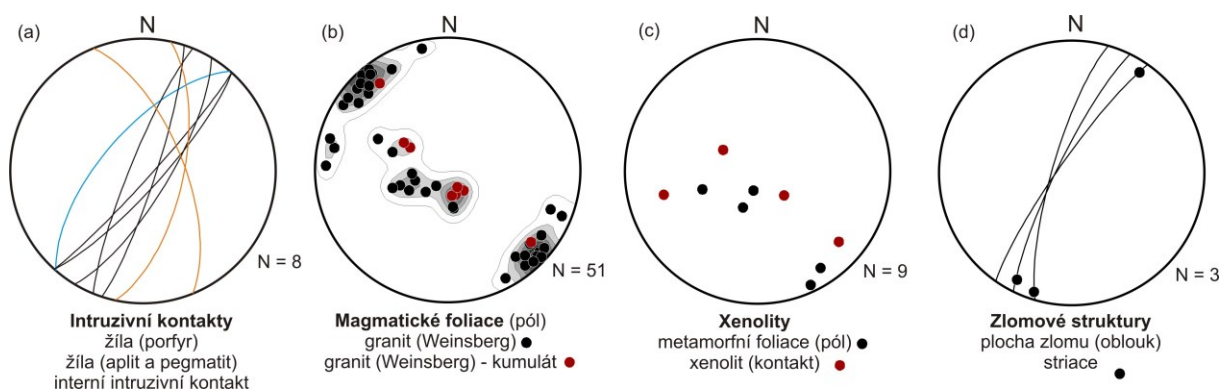 (a)
N
N = 8
Intruzivní kontakty
žíla (porfyr)
žíla (aplit a pegmatit)
interní intruzivní kontakt
(b)
N
N = 51
Magmatické foliace (pól)
granit (Weinsberg)
granit (Weinsberg) - kumulát
(c)
N
N = 9
Xenolity
metamorfní foliace (pól)
xenolit (kontakt)
(d)
N
N = 3
Zlomové struktury
plocha zlomu (oblouk)
striace